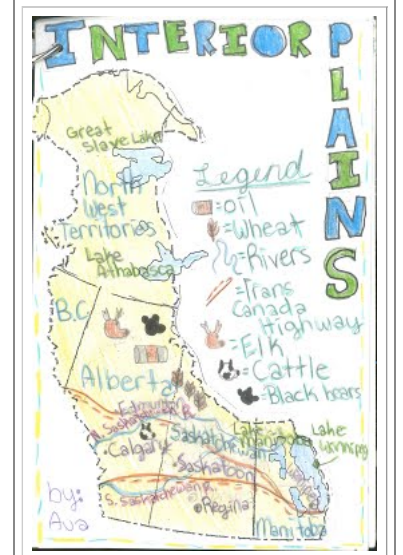 INTERIOR PLAINS
Great
Slave Lake
North
West
Territories
Lake
Athabasca
Legend
=oil
=Wheat
=Rivers
=Trans
Canada
Highway
=Elk
=Cattle
=Black bears
B.C.
Alberta
Edmonton
N. Saskatchewan R.
Calgary
Saskatchewan
Saskatoon
S. Saskatchewan R.
Regina
Lake
Manitoba
Lake
Winnipeg
Manitoba
by:
Ava